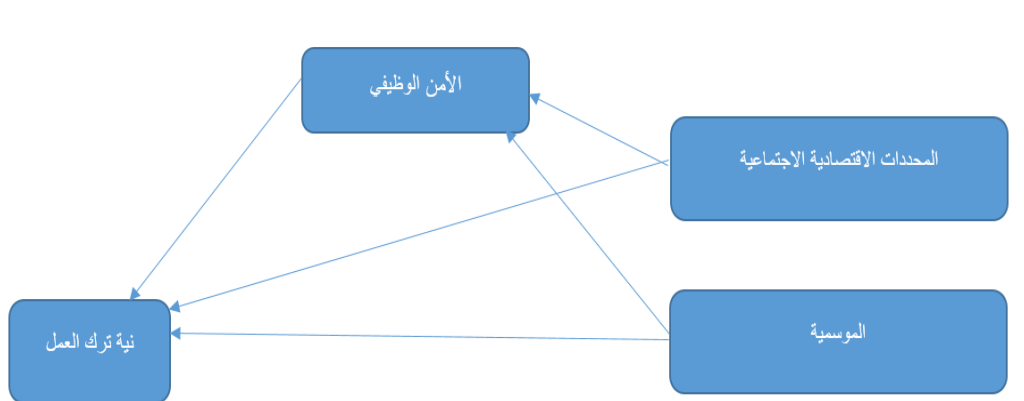 الأمن الوظيفي
المحددات الاقتصادية الاجتماعية
الموسمية
نية ترك العمل